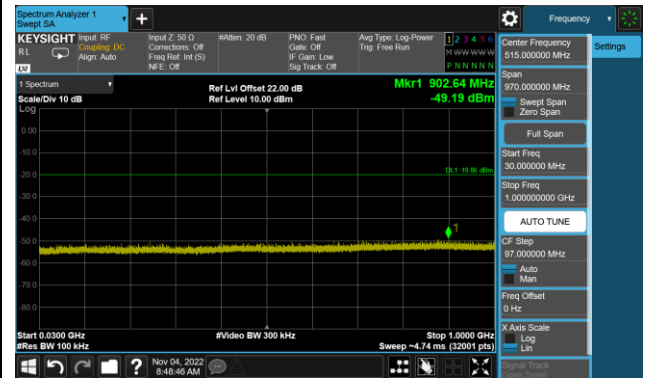 Spectrum Analyzer 1
Swept SA
+
Frequency
KEYSIGHT Input: RF
RL Coupling: DC
Align: Auto
LXI
Input Z: 50 Ω
Corrections: Off
Freq Ref: Int (S)
NFE: Off
#Atten: 20 dB
PNO: Fast
Gate: Off
IF Gain: Low
Sig Track: Off
Avg Type: Log-Power
Trig: Free Run
1 2 3 4 5 6
M W W W W W
P N N N N N
1 Spectrum
Scale/Div 10 dB
Log
Ref Lvl Offset 22.00 dB
Ref Level 10.00 dBm
Mkr1 902.64 MHz
-49.19 dBm
0.00
-10.0
-20.0
-30.0
-40.0
-50.0
-60.0
-70.0
-80.0
DL1 -19.86 dBm
1
Start 0.0300 GHz
#Res BW 100 kHz
#Video BW 300 kHz
Stop 1.0000 GHz
Sweep ~4.74 ms (32001 pts)
Center Frequency
515.000000 MHz
Settings
Span
970.000000 MHz
Swept Span
Zero Span
Full Span
Start Freq
30.000000 MHz
Stop Freq
1.000000000 GHz
AUTO TUNE
CF Step
97.000000 MHz
Auto
Man
Freq Offset
0 Hz
X Axis Scale
Log
Lin
Signal Track
(Span Zoom)
?
Nov 04, 2022
8:48:46 AM